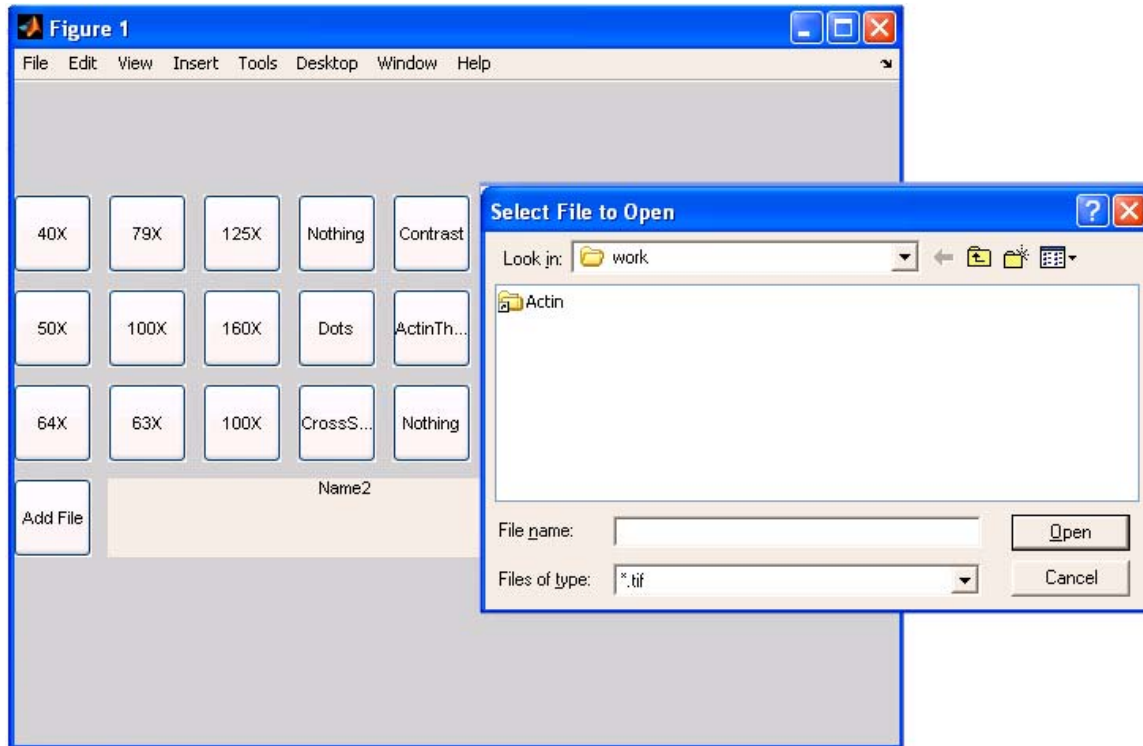 Figure 1
File Edit View Insert Tools Desktop Window Help
40X 79X 125X Nothing Contrast
50X 100X 160X Dots ActinTh...
64X 63X 100X CrossS... Nothing
Add File Name2
Select File to Open
Look in: work
Actin
File name: Open
Files of type: *.tif Cancel